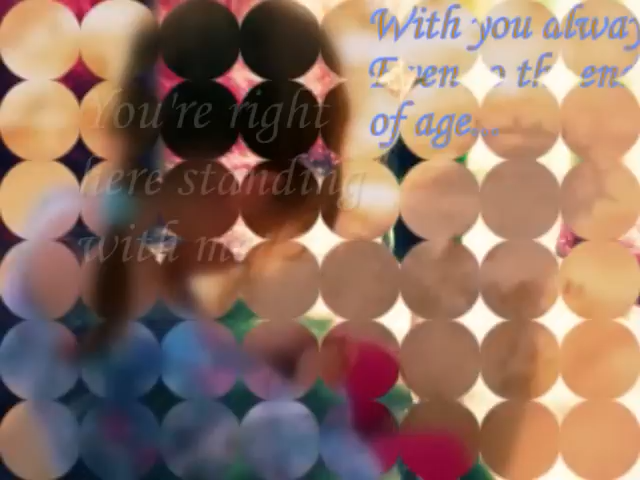 With you alway
Even to the end
of age...
You're right
here standing
with me